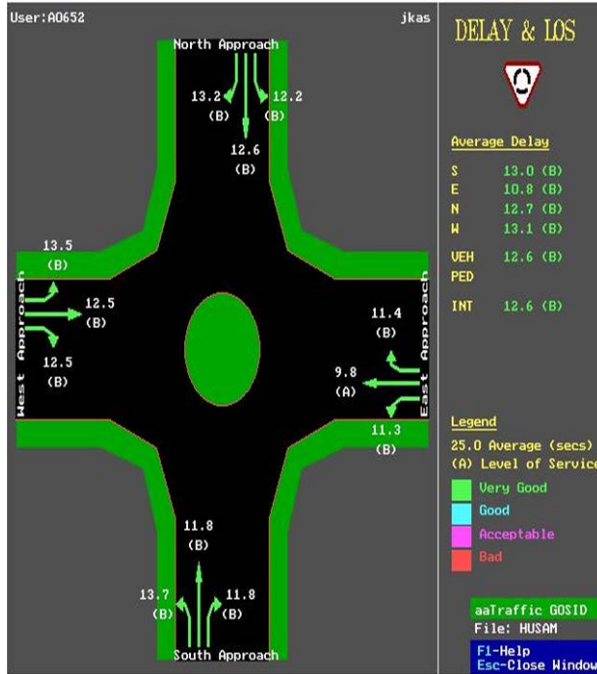 User:A0652
jkas
North Approach
13.2
(B)
12.2
(B)
12.6
(B)
13.5
(B)
12.5
(B)
12.5
(B)
West Approach
11.4
(B)
9.8
(A)
11.3
(B)
East Approach
11.8
(B)
13.7
(B)
11.8
(B)
South Approach
DELAY & LOS
Average Delay
S 13.0 (B)
E 10.8 (B)
N 12.7 (B)
W 13.1 (B)
VEH 12.6 (B)
PED
INT 12.6 (B)
Legend
25.0 Average (secs)
(A) Level of Service
Very Good
Good
Acceptable
Bad
aaTraffic GOSID
File: HUSAM
F1-Help
Esc-Close Window